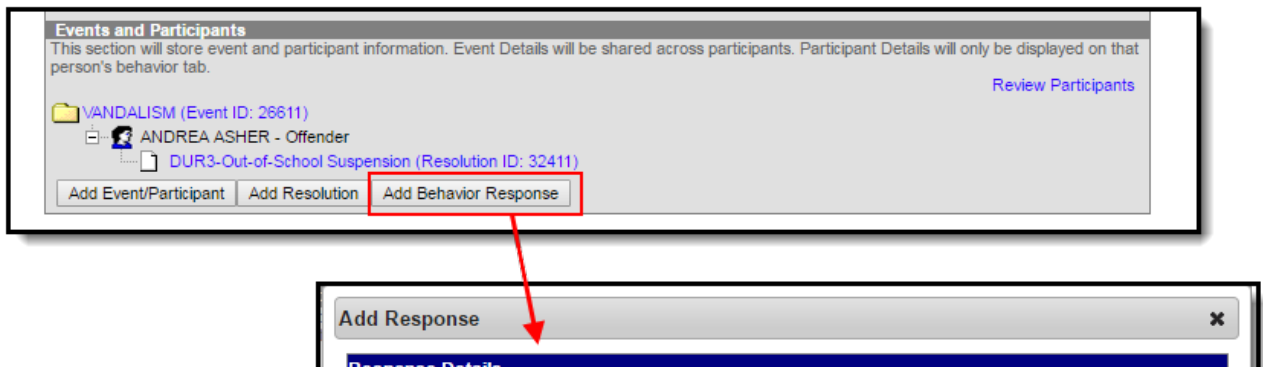 Events and Participants
This section will store event and participant information. Event Details will be shared across participants. Participant Details will only be displayed on that
person's behavior tab.
Review Participants
VANDALISM (Event ID: 26611)
ANDREA ASHER - Offender
DUR3-Out-of-School Suspension (Resolution ID: 32411)
Add Event/Participant Add Resolution Add Behavior Response
Add Response
Response Details